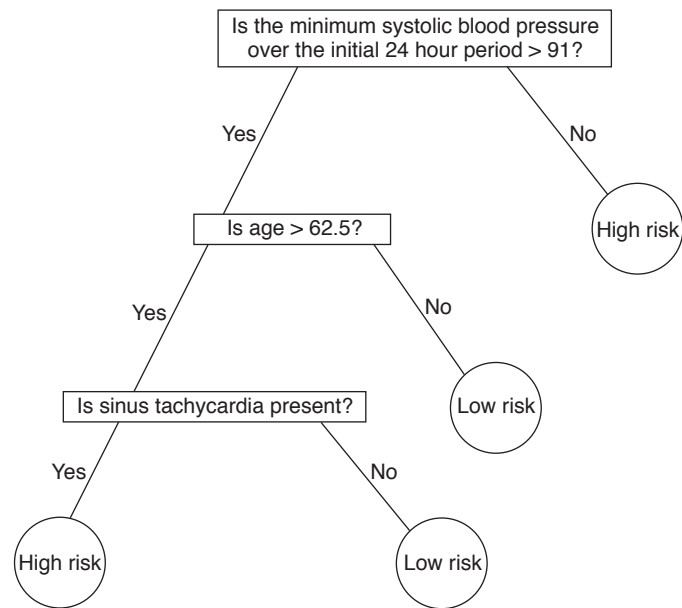 Is the minimum systolic blood pressure
over the initial 24 hour period > 91?
Yes
No
Is age > 62.5?
High risk
Yes
No
Is sinus tachycardia present?
Low risk
Yes
No
High risk
Low risk